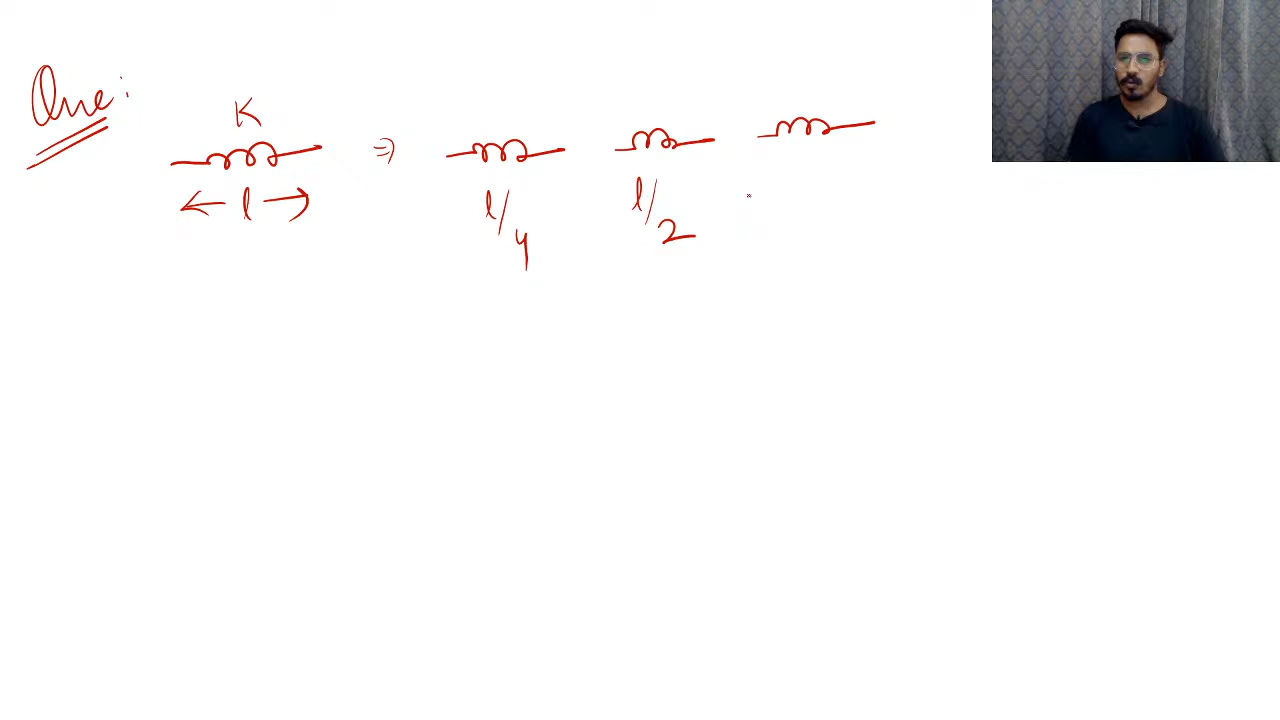 Que:
K
⇒
← l →
l/4
l/2